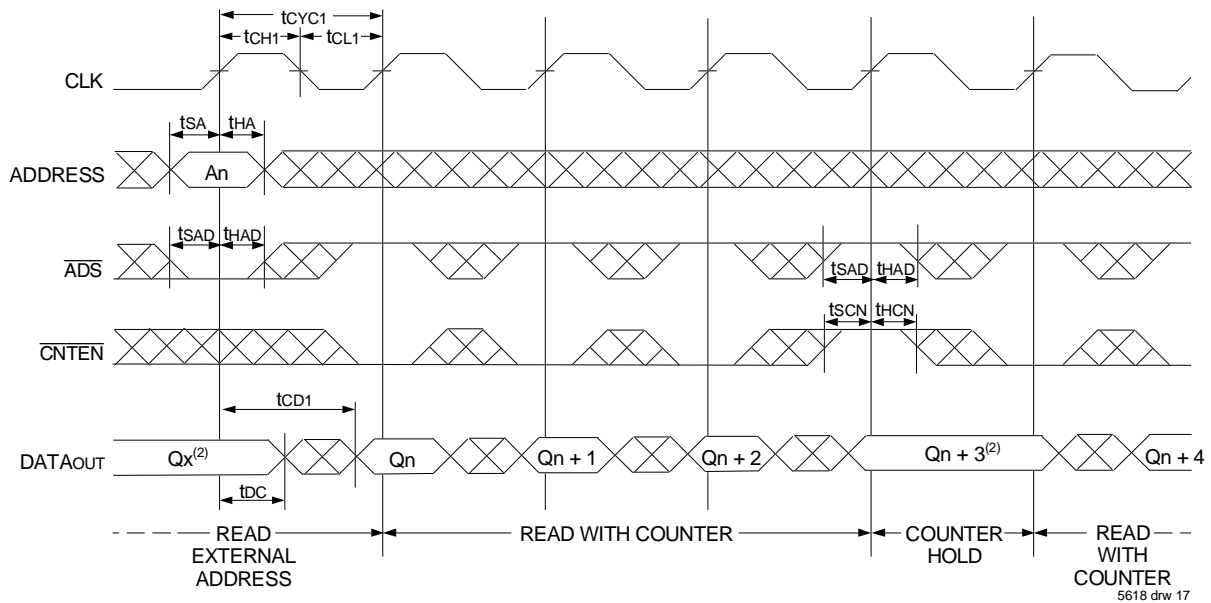 tCYC1
tCH1 tCL1
CLK
tSA tHA
ADDRESS An
tSAD tHAD
ADS
tSAD tHAD
tSCN tHCN
CNTEN
tCD1
DATAOUT Qx(2) Qn Qn + 1 Qn + 2 Qn + 3(2) Qn + 4
tDC
READ EXTERNAL ADDRESS
READ WITH COUNTER
COUNTER HOLD
READ WITH COUNTER
5618 drw 17